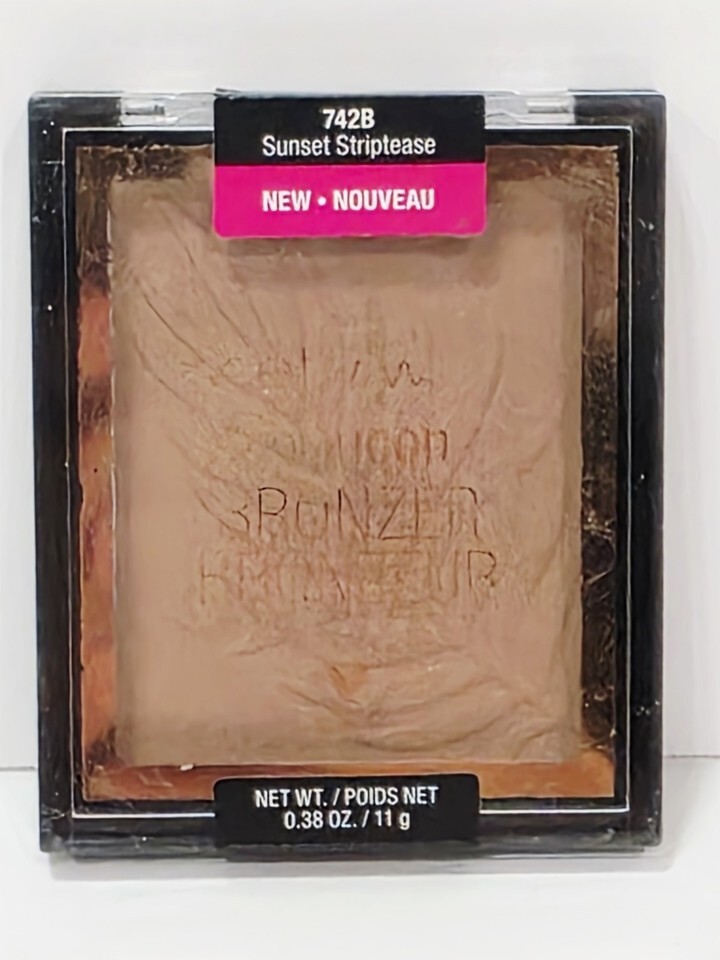 742B
Sunset Striptease
NEW • NOUVEAU
BRONZER
NET WT. / POIDS NET
0.38 OZ. / 11 g